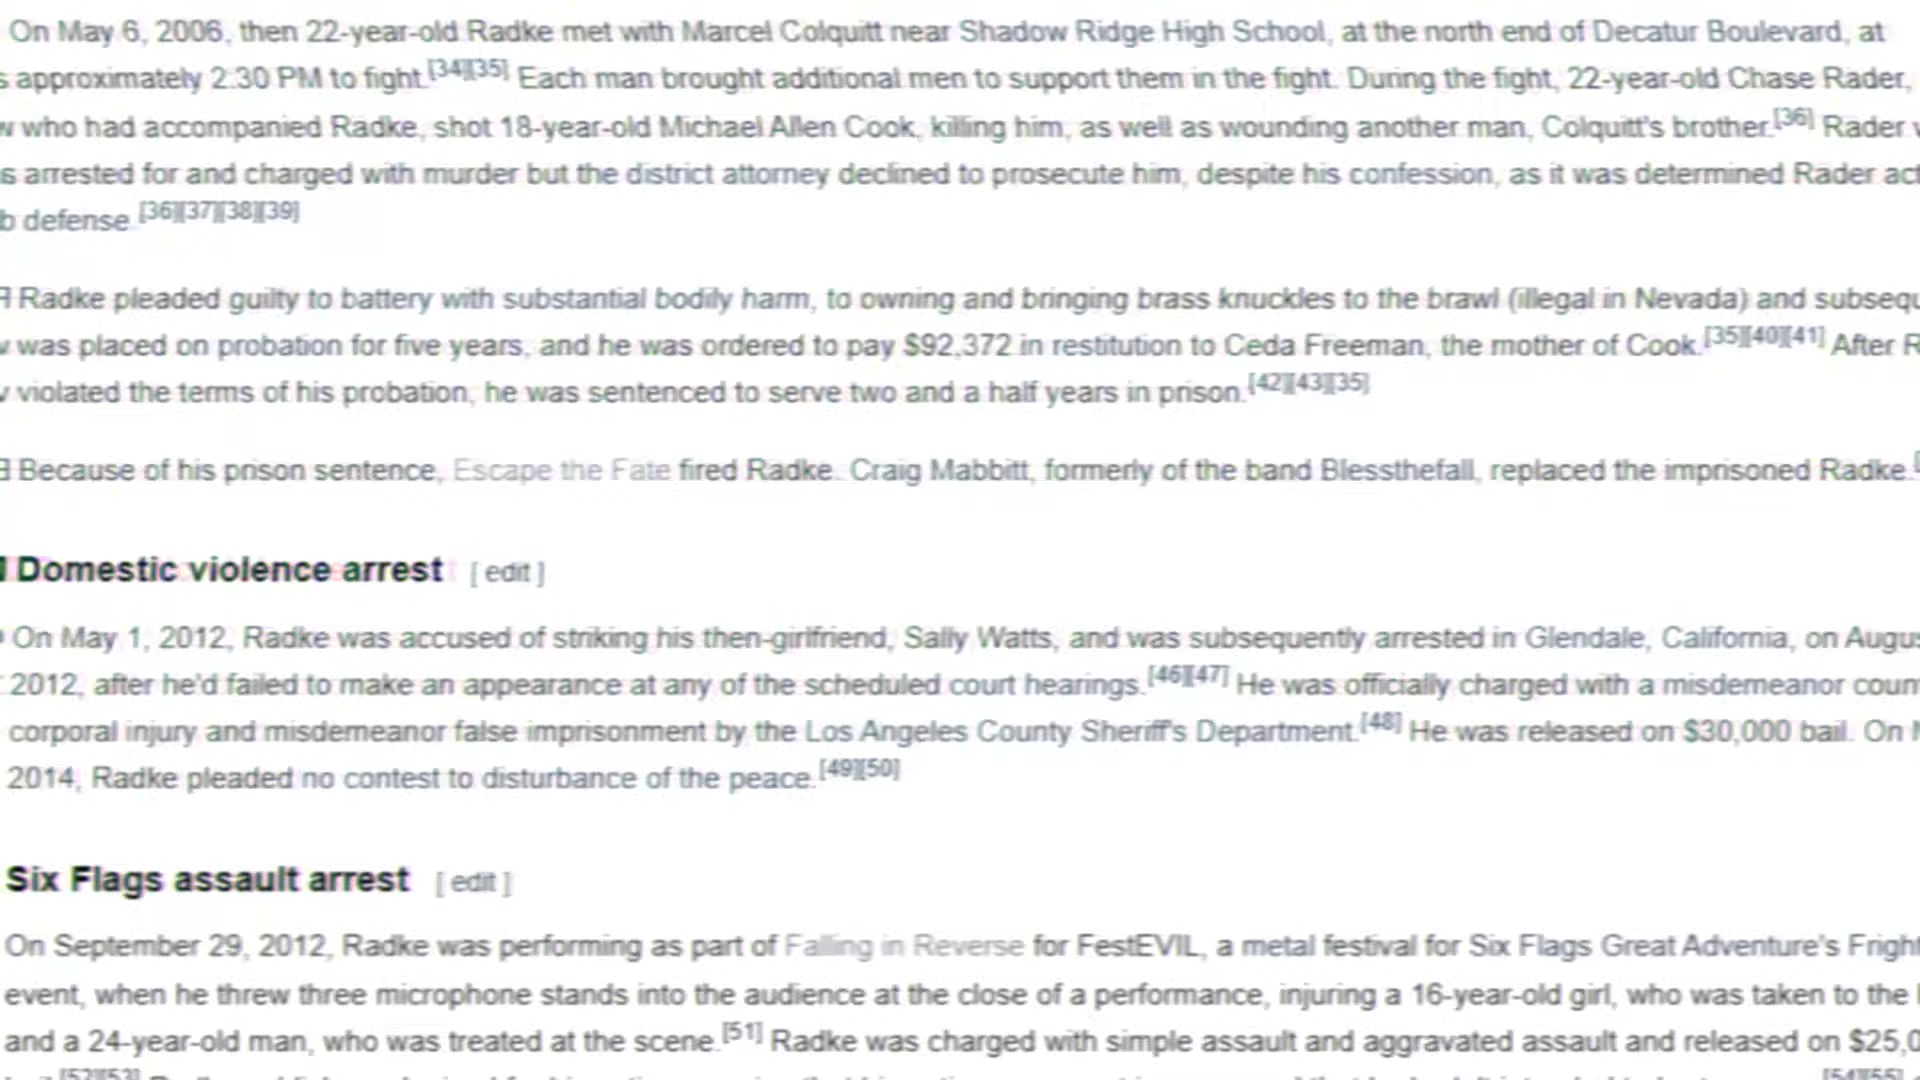 On May 6, 2006, then 22-year-old Radke met with Marcel Colquitt near Shadow Ridge High School, at the north end of Decatur Boulevard, at
s approximately 2:30 PM to fight.[34][35] Each man brought additional men to support them in the fight. During the fight, 22-year-old Chase Rader,
w who had accompanied Radke, shot 18-year-old Michael Allen Cook, killing him, as well as wounding another man, Colquitt's brother.[36] Rader
s arrested for and charged with murder but the district attorney declined to prosecute him, despite his confession, as it was determined Rader act
defense.[36][37][38][39]
Radke pleaded guilty to battery with substantial bodily harm, to owning and bringing brass knuckles to the brawl (illegal in Nevada) and subsequ
was placed on probation for five years, and he was ordered to pay $92,372 in restitution to Ceda Freeman, the mother of Cook.[35][40][41] After R
violated the terms of his probation, he was sentenced to serve two and a half years in prison.[42][43][35]
Because of his prison sentence, Escape the Fate fired Radke. Craig Mabbitt, formerly of the band Blessthefall, replaced the imprisoned Radke.[
Domestic violence arrest [ edit ]
On May 1, 2012, Radke was accused of striking his then-girlfriend, Sally Watts, and was subsequently arrested in Glendale, California, on Augus
2012, after he'd failed to make an appearance at any of the scheduled court hearings.[46][47] He was officially charged with a misdemeanor coun
corporal injury and misdemeanor false imprisonment by the Los Angeles County Sheriff's Department.[48] He was released on $30,000 bail. On
2014, Radke pleaded no contest to disturbance of the peace.[49][50]
Six Flags assault arrest [ edit ]
On September 29, 2012, Radke was performing as part of Falling in Reverse for FestEVIL, a metal festival for Six Flags Great Adventure's Fright
event, when he threw three microphone stands into the audience at the close of a performance, injuring a 16-year-old girl, who was taken to the
and a 24-year-old man, who was treated at the scene.[51] Radke was charged with simple assault and aggravated assault and released on $25,0